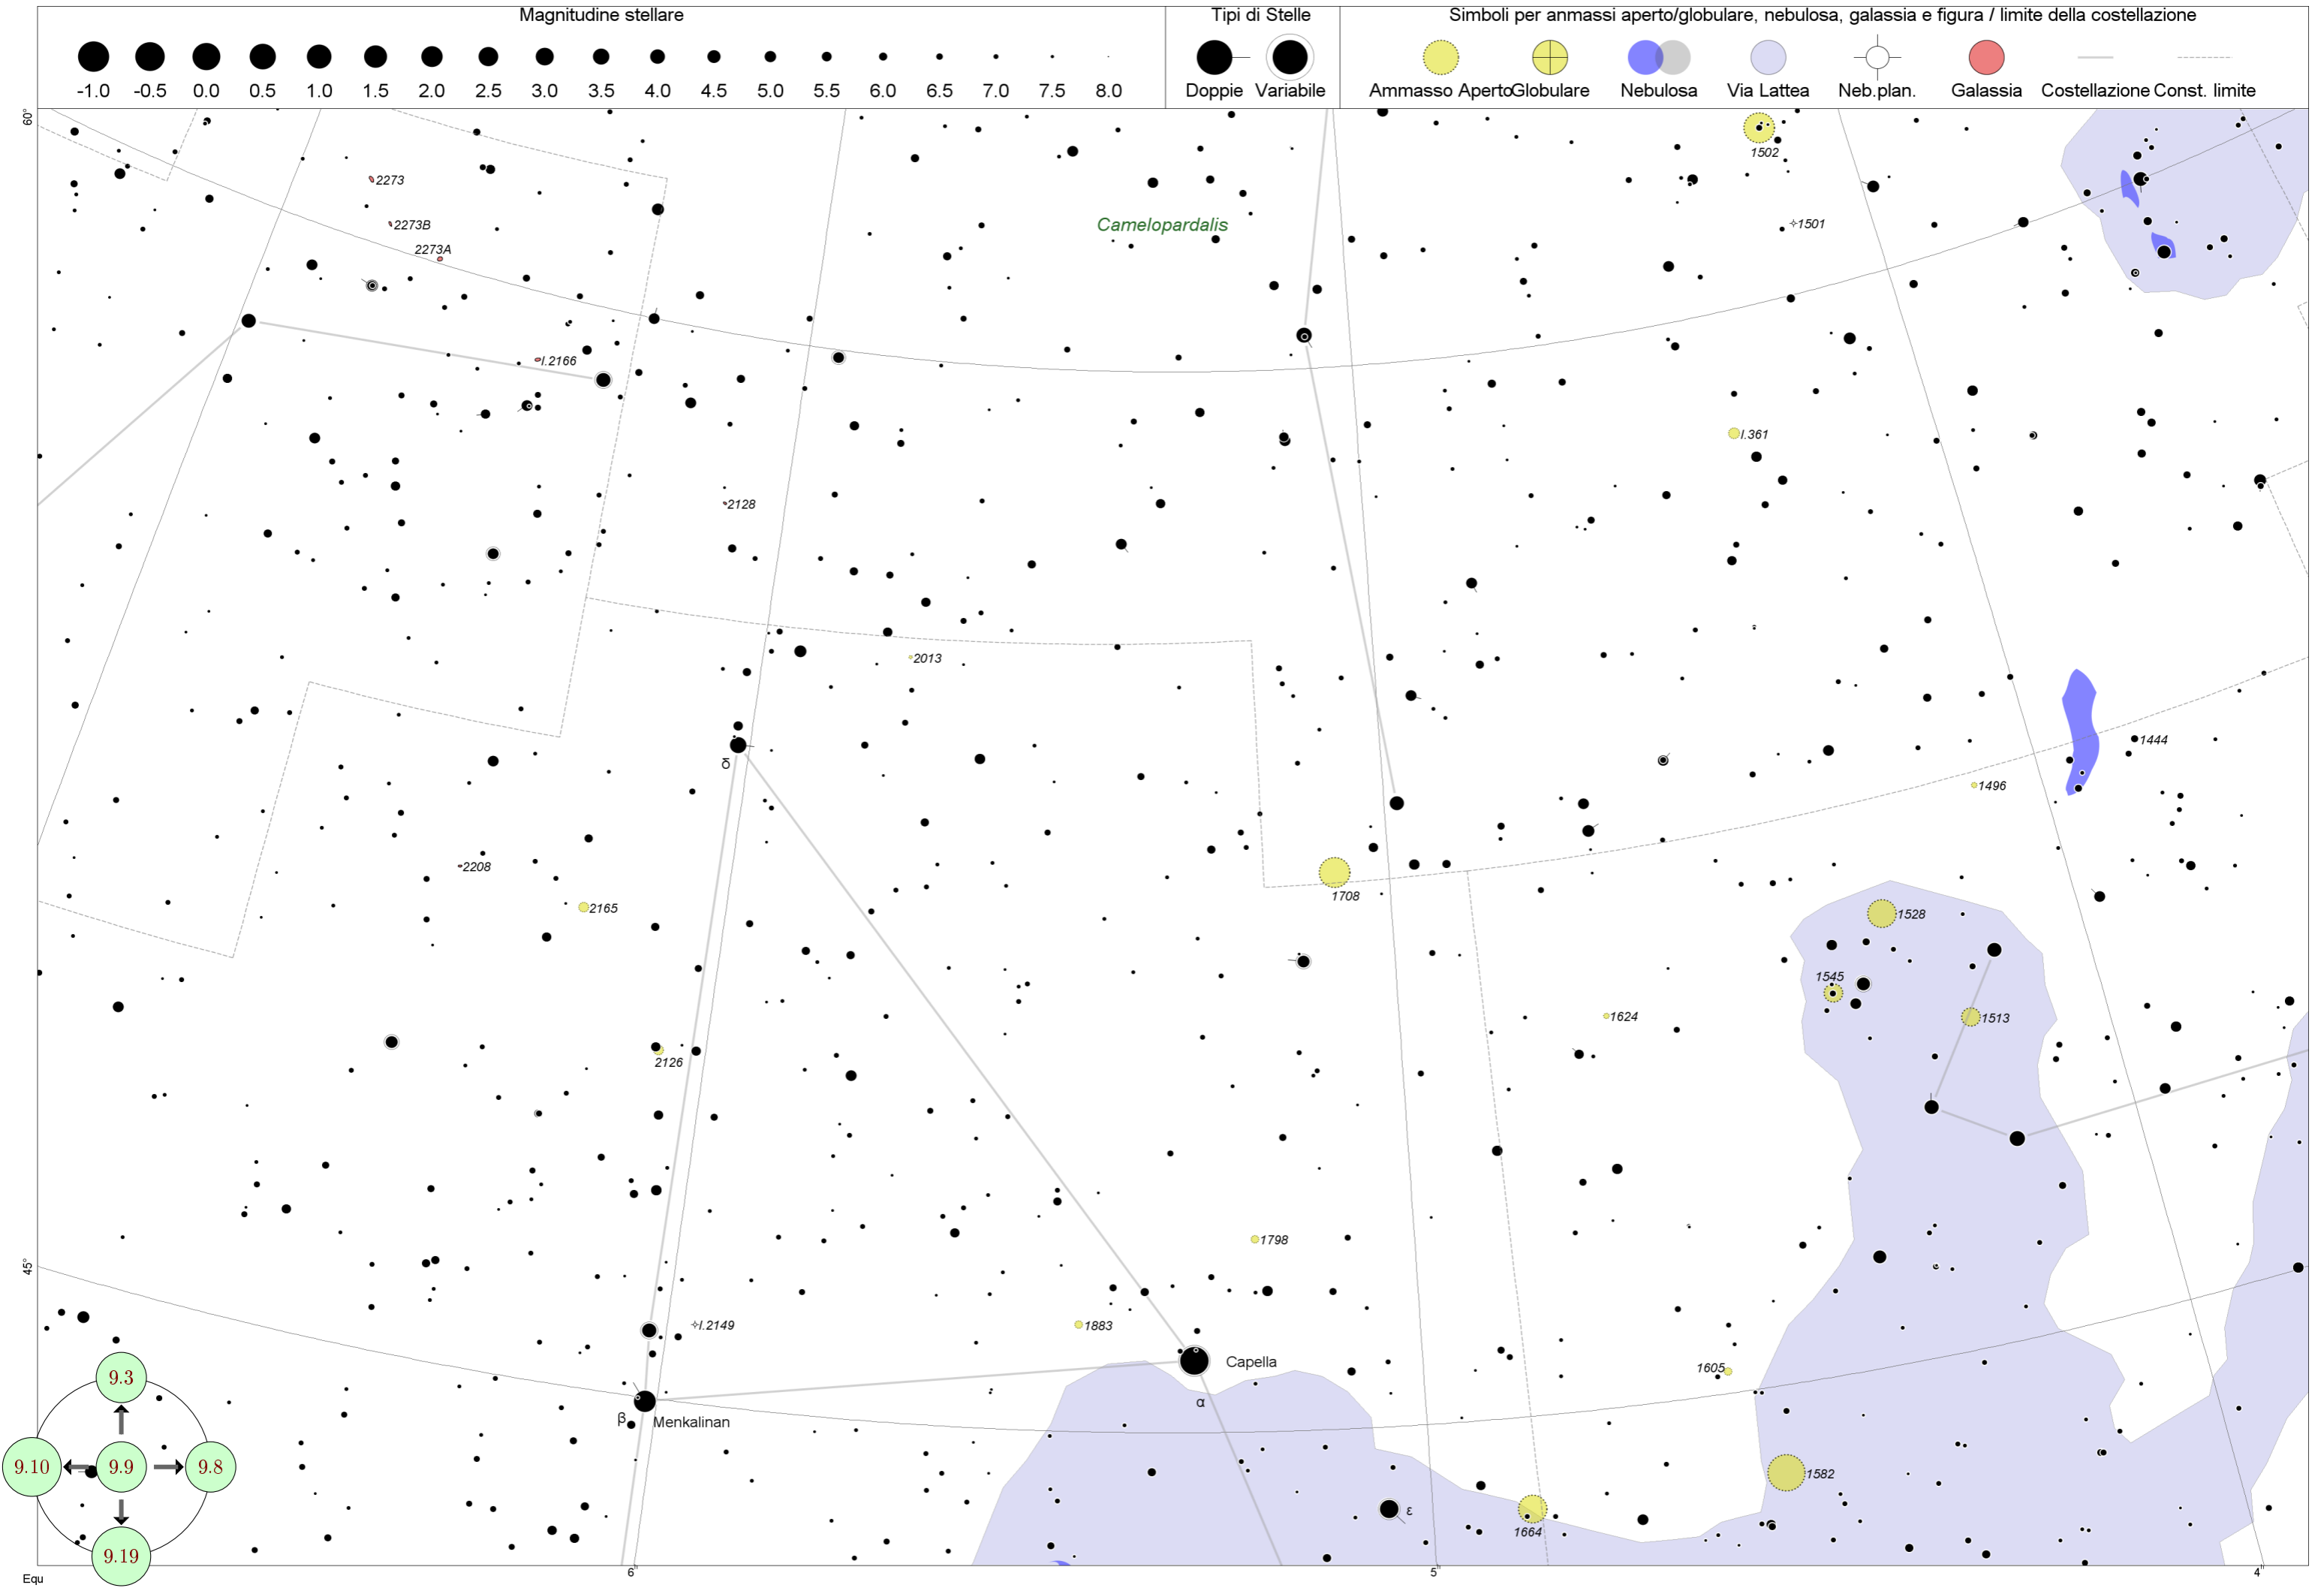 Magnitudine stellare
Tipi di Stelle
Simboli per anmassi aperto/globulare, nebulosa, galassia e figura / limite della costellazione
-1.0 -0.5 0.0 0.5 1.0 1.5 2.0 2.5 3.0 3.5 4.0 4.5 5.0 5.5 6.0 6.5 7.0 7.5 8.0
Doppie Variabile
Ammasso Aperto Globulare Nebulosa Via Lattea Neb.plan. Galassia Costellazione Const. limite
60°
1502
2273
2273B
1501
Camelopardalis
2273A
I.2166
I.361
2128
2013
1444
δ
1496
2208
1708
2165
1528
1545
1624
1513
2126
1798
45°
I.2149
1883
Capella
1605
α
β
Menkalinan
9.3
9.10
9.9
9.8
1582
ε
1664
9.19
Equ
6h
5h
4h